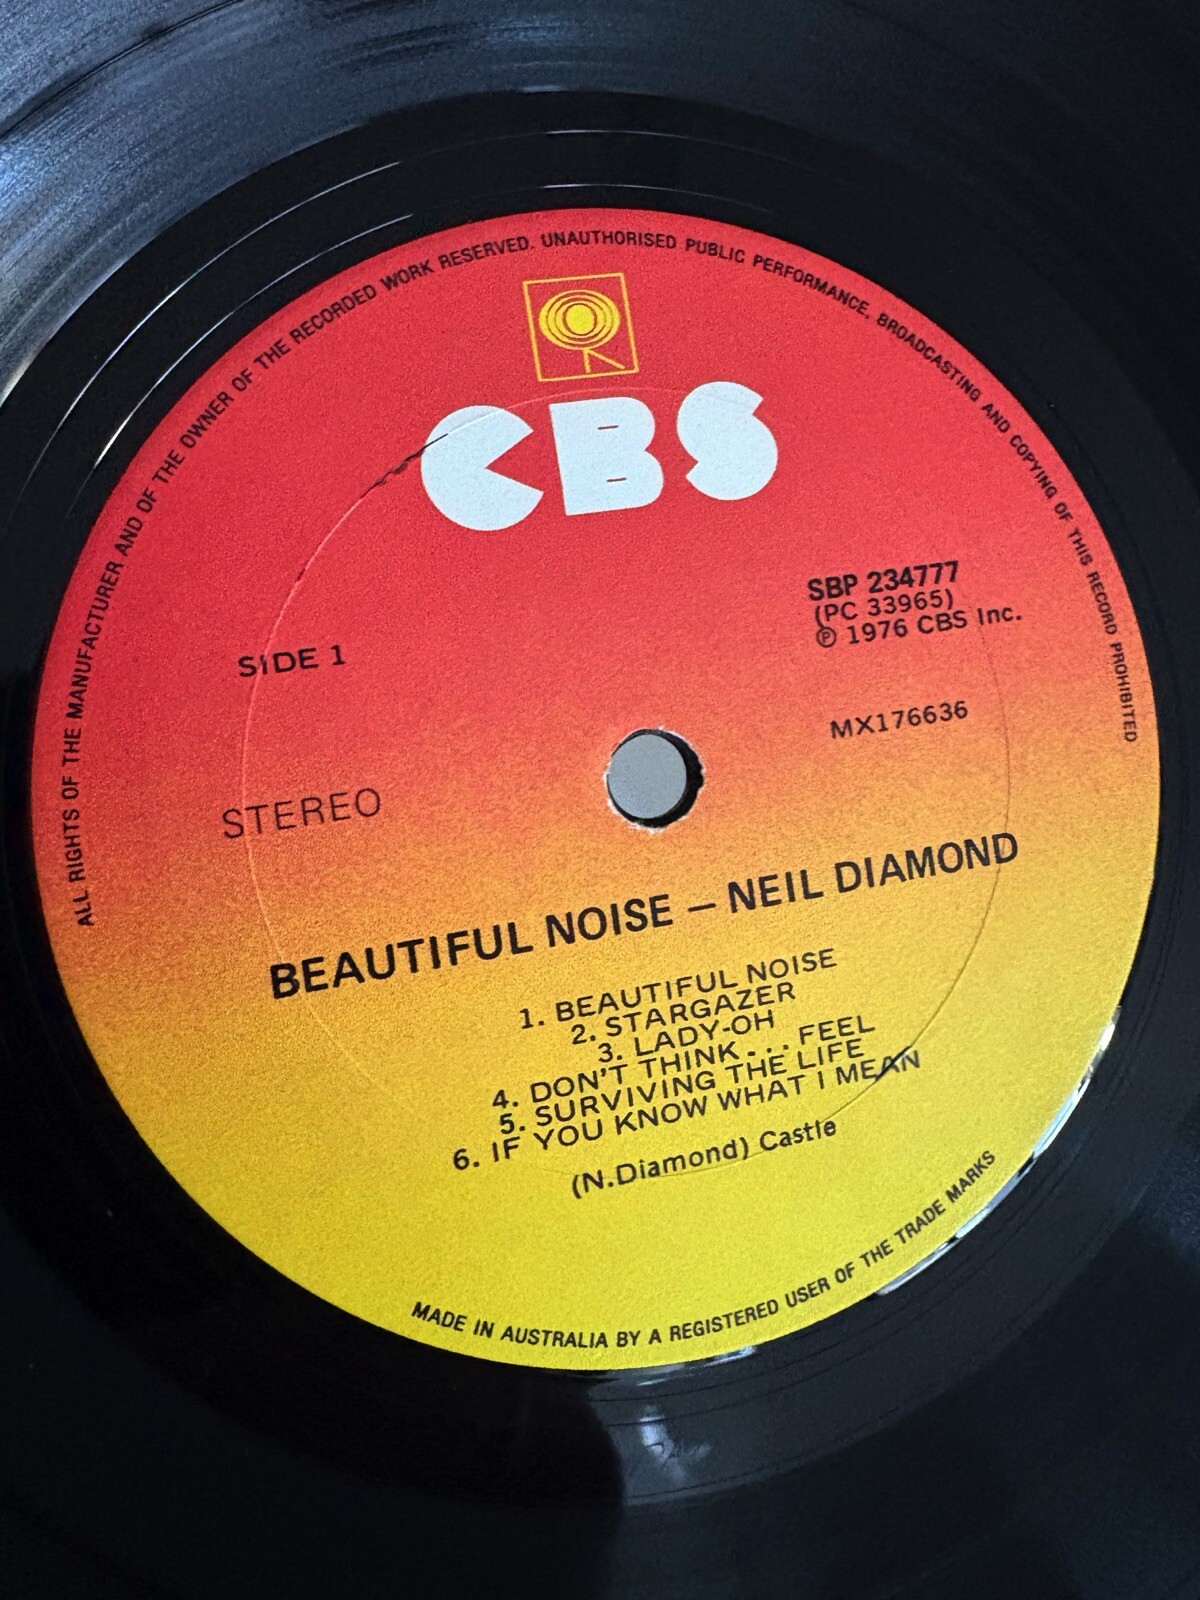 ALL RIGHTS OF THE MANUFACTURER AND OF THE OWNER OF THE RECORDED WORK RESERVED. UNAUTHORISED PUBLIC PERFORMANCE, BROADCASTING AND COPYING OF THIS RECORD PROHIBITED
CBS
SBP 234777
(PC 33965)
℗ 1976 CBS Inc.
SIDE 1
MX176636
STEREO
BEAUTIFUL NOISE – NEIL DIAMOND
1. BEAUTIFUL NOISE
2. STARGAZER
3. LADY-OH
4. DON'T THINK... FEEL
5. SURVIVING THE LIFE
6. IF YOU KNOW WHAT I MEAN
(N.Diamond) Castle
MADE IN AUSTRALIA BY A REGISTERED USER OF THE TRADE MARKS